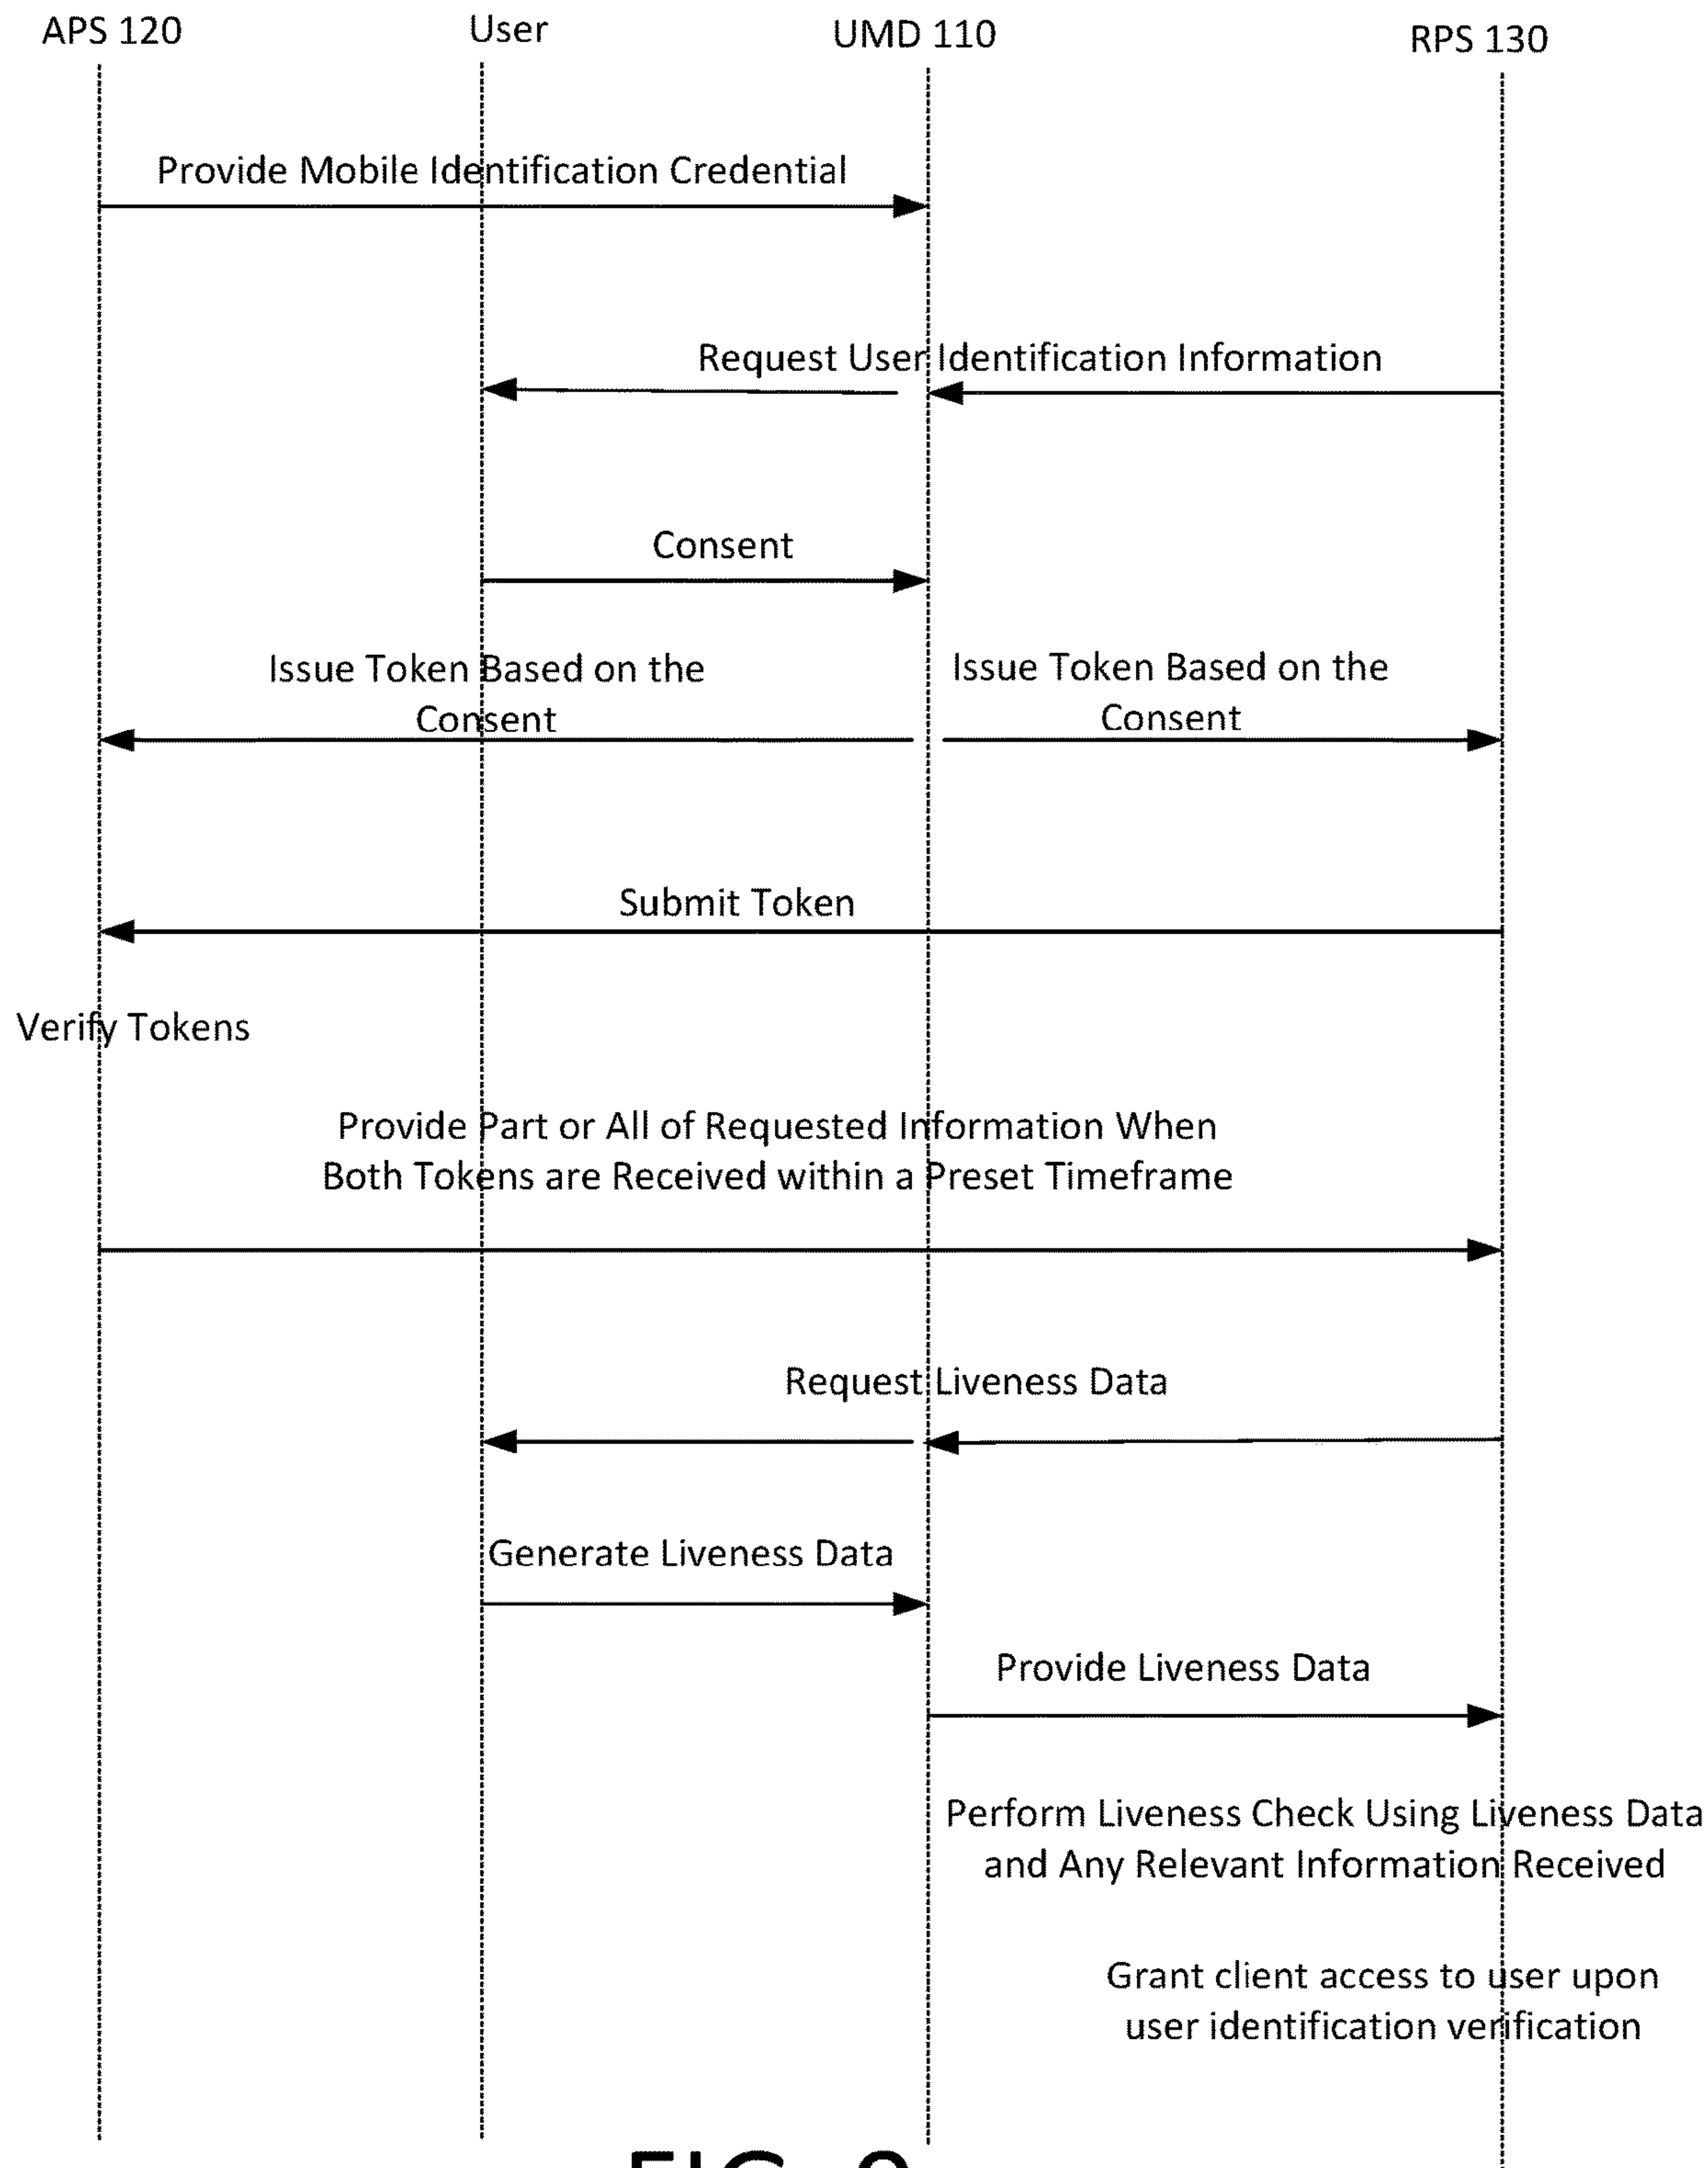 APS 120
User
UMD 110
RPS 130
Provide Mobile Identification Credential
Request User Identification Information
Consent
Issue Token Based on the
Consent
Issue Token Based on the
Consent
Submit Token
Verify Tokens
Provide Part or All of Requested Information When
Both Tokens are Received within a Preset Timeframe
Request Liveness Data
Generate Liveness Data
Provide Liveness Data
Perform Liveness Check Using Liveness Data
and Any Relevant Information Received
Grant client access to user upon
user identification verification
FIG.